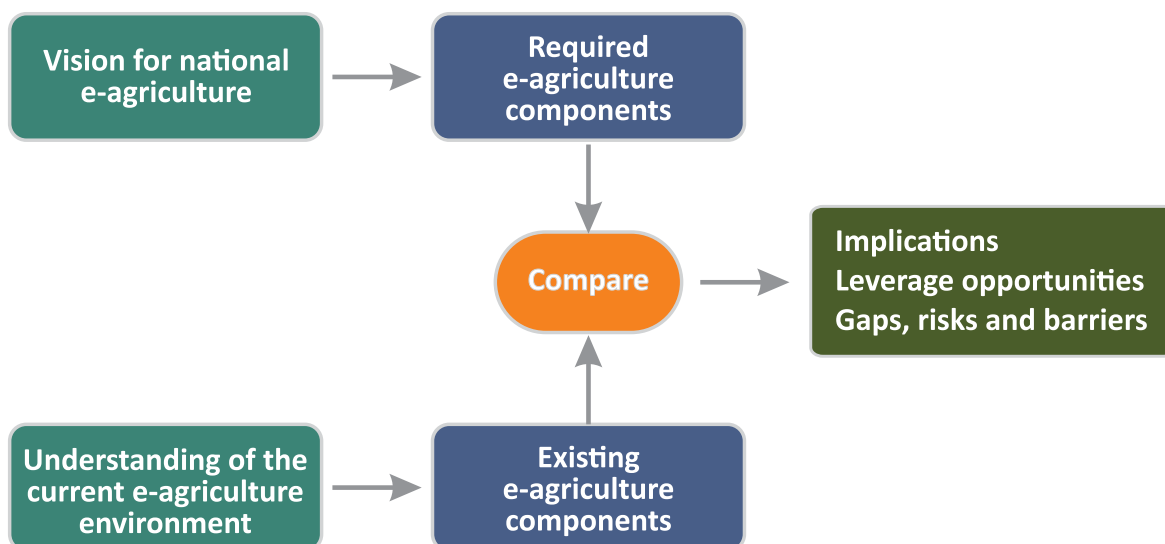 Vision for national
e-agriculture
Required
e-agriculture
components
Compare
Implications
Leverage opportunities
Gaps, risks and barriers
Understanding of the
current e-agriculture
environment
Existing
e-agriculture
components